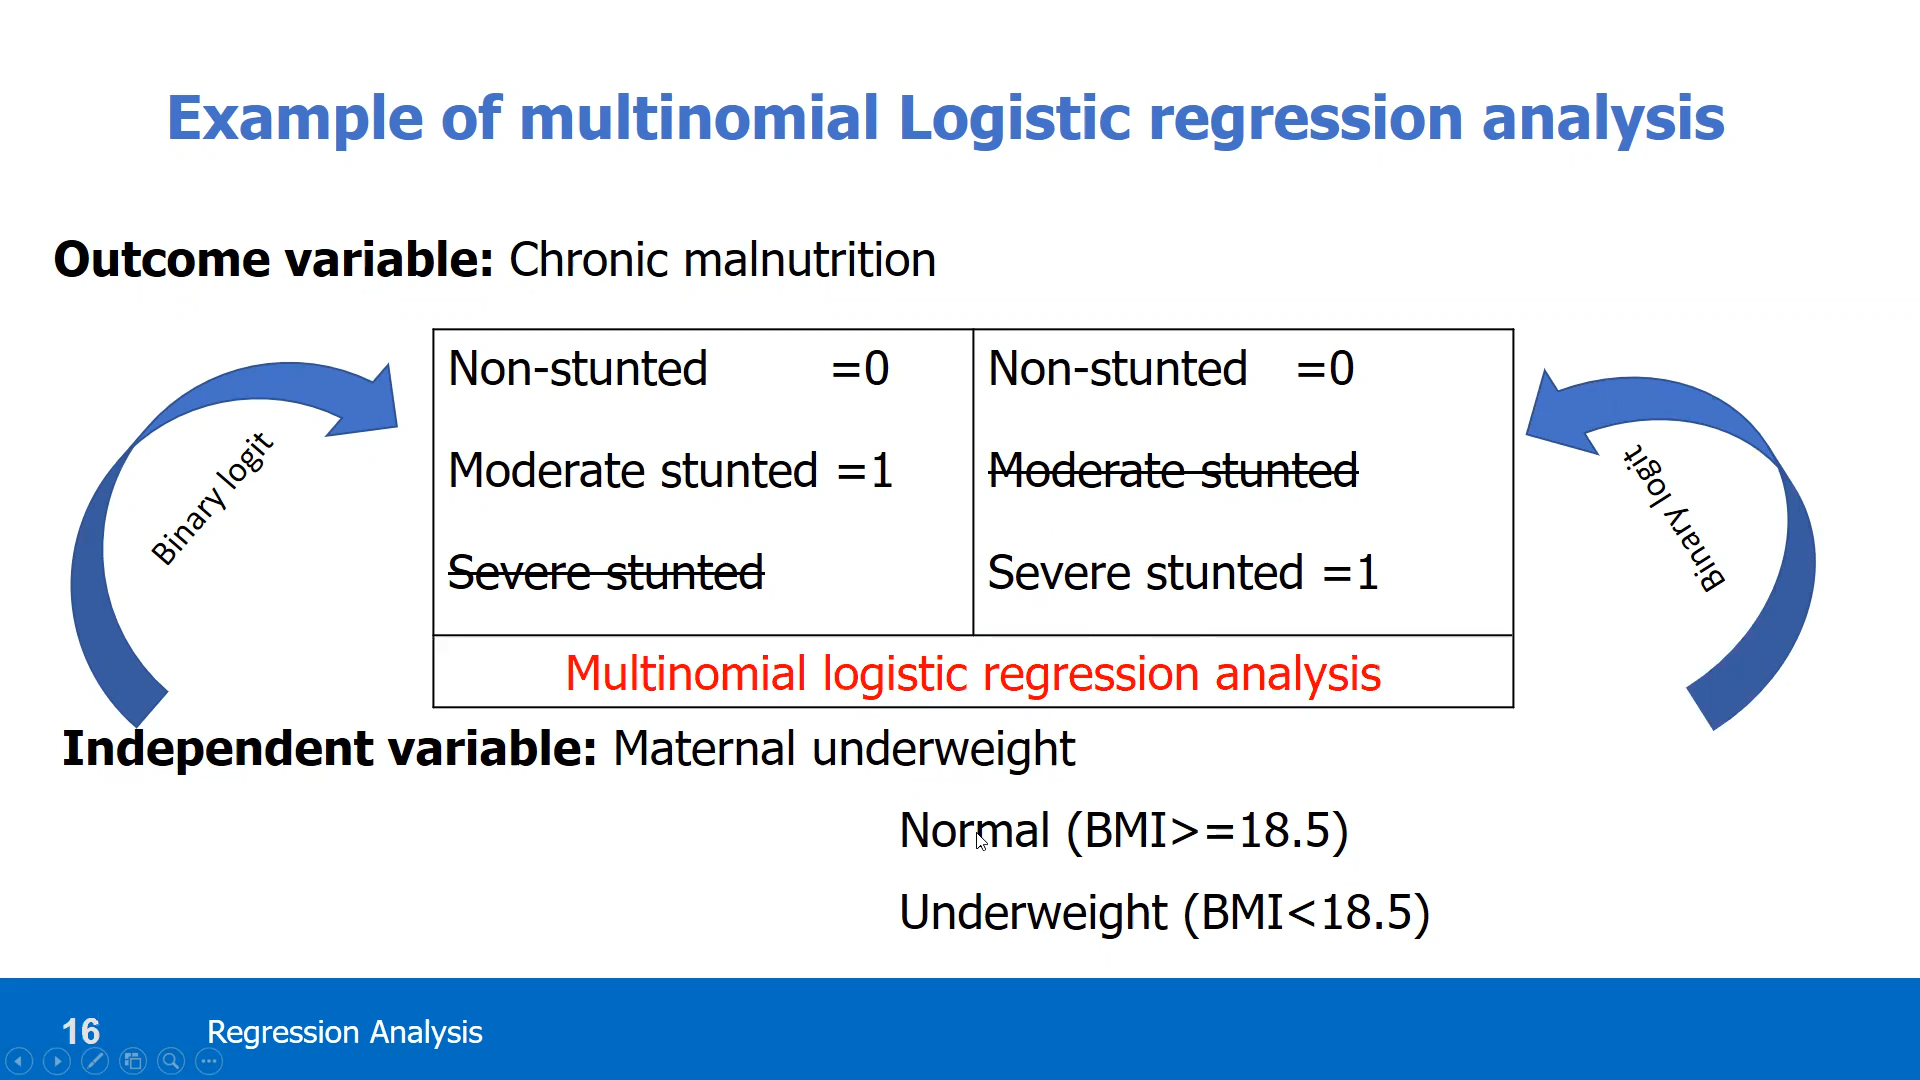 Example of multinomial Logistic regression analysis
Outcome variable: Chronic malnutrition
Binary logit
Non-stunted =0
Moderate stunted =1
Severe stunted
Non-stunted =0
Moderate stunted
Severe stunted =1
Binary logit
Multinomial logistic regression analysis
Independent variable: Maternal underweight
Normal (BMI>=18.5)
Underweight (BMI<18.5)
16 Regression Analysis